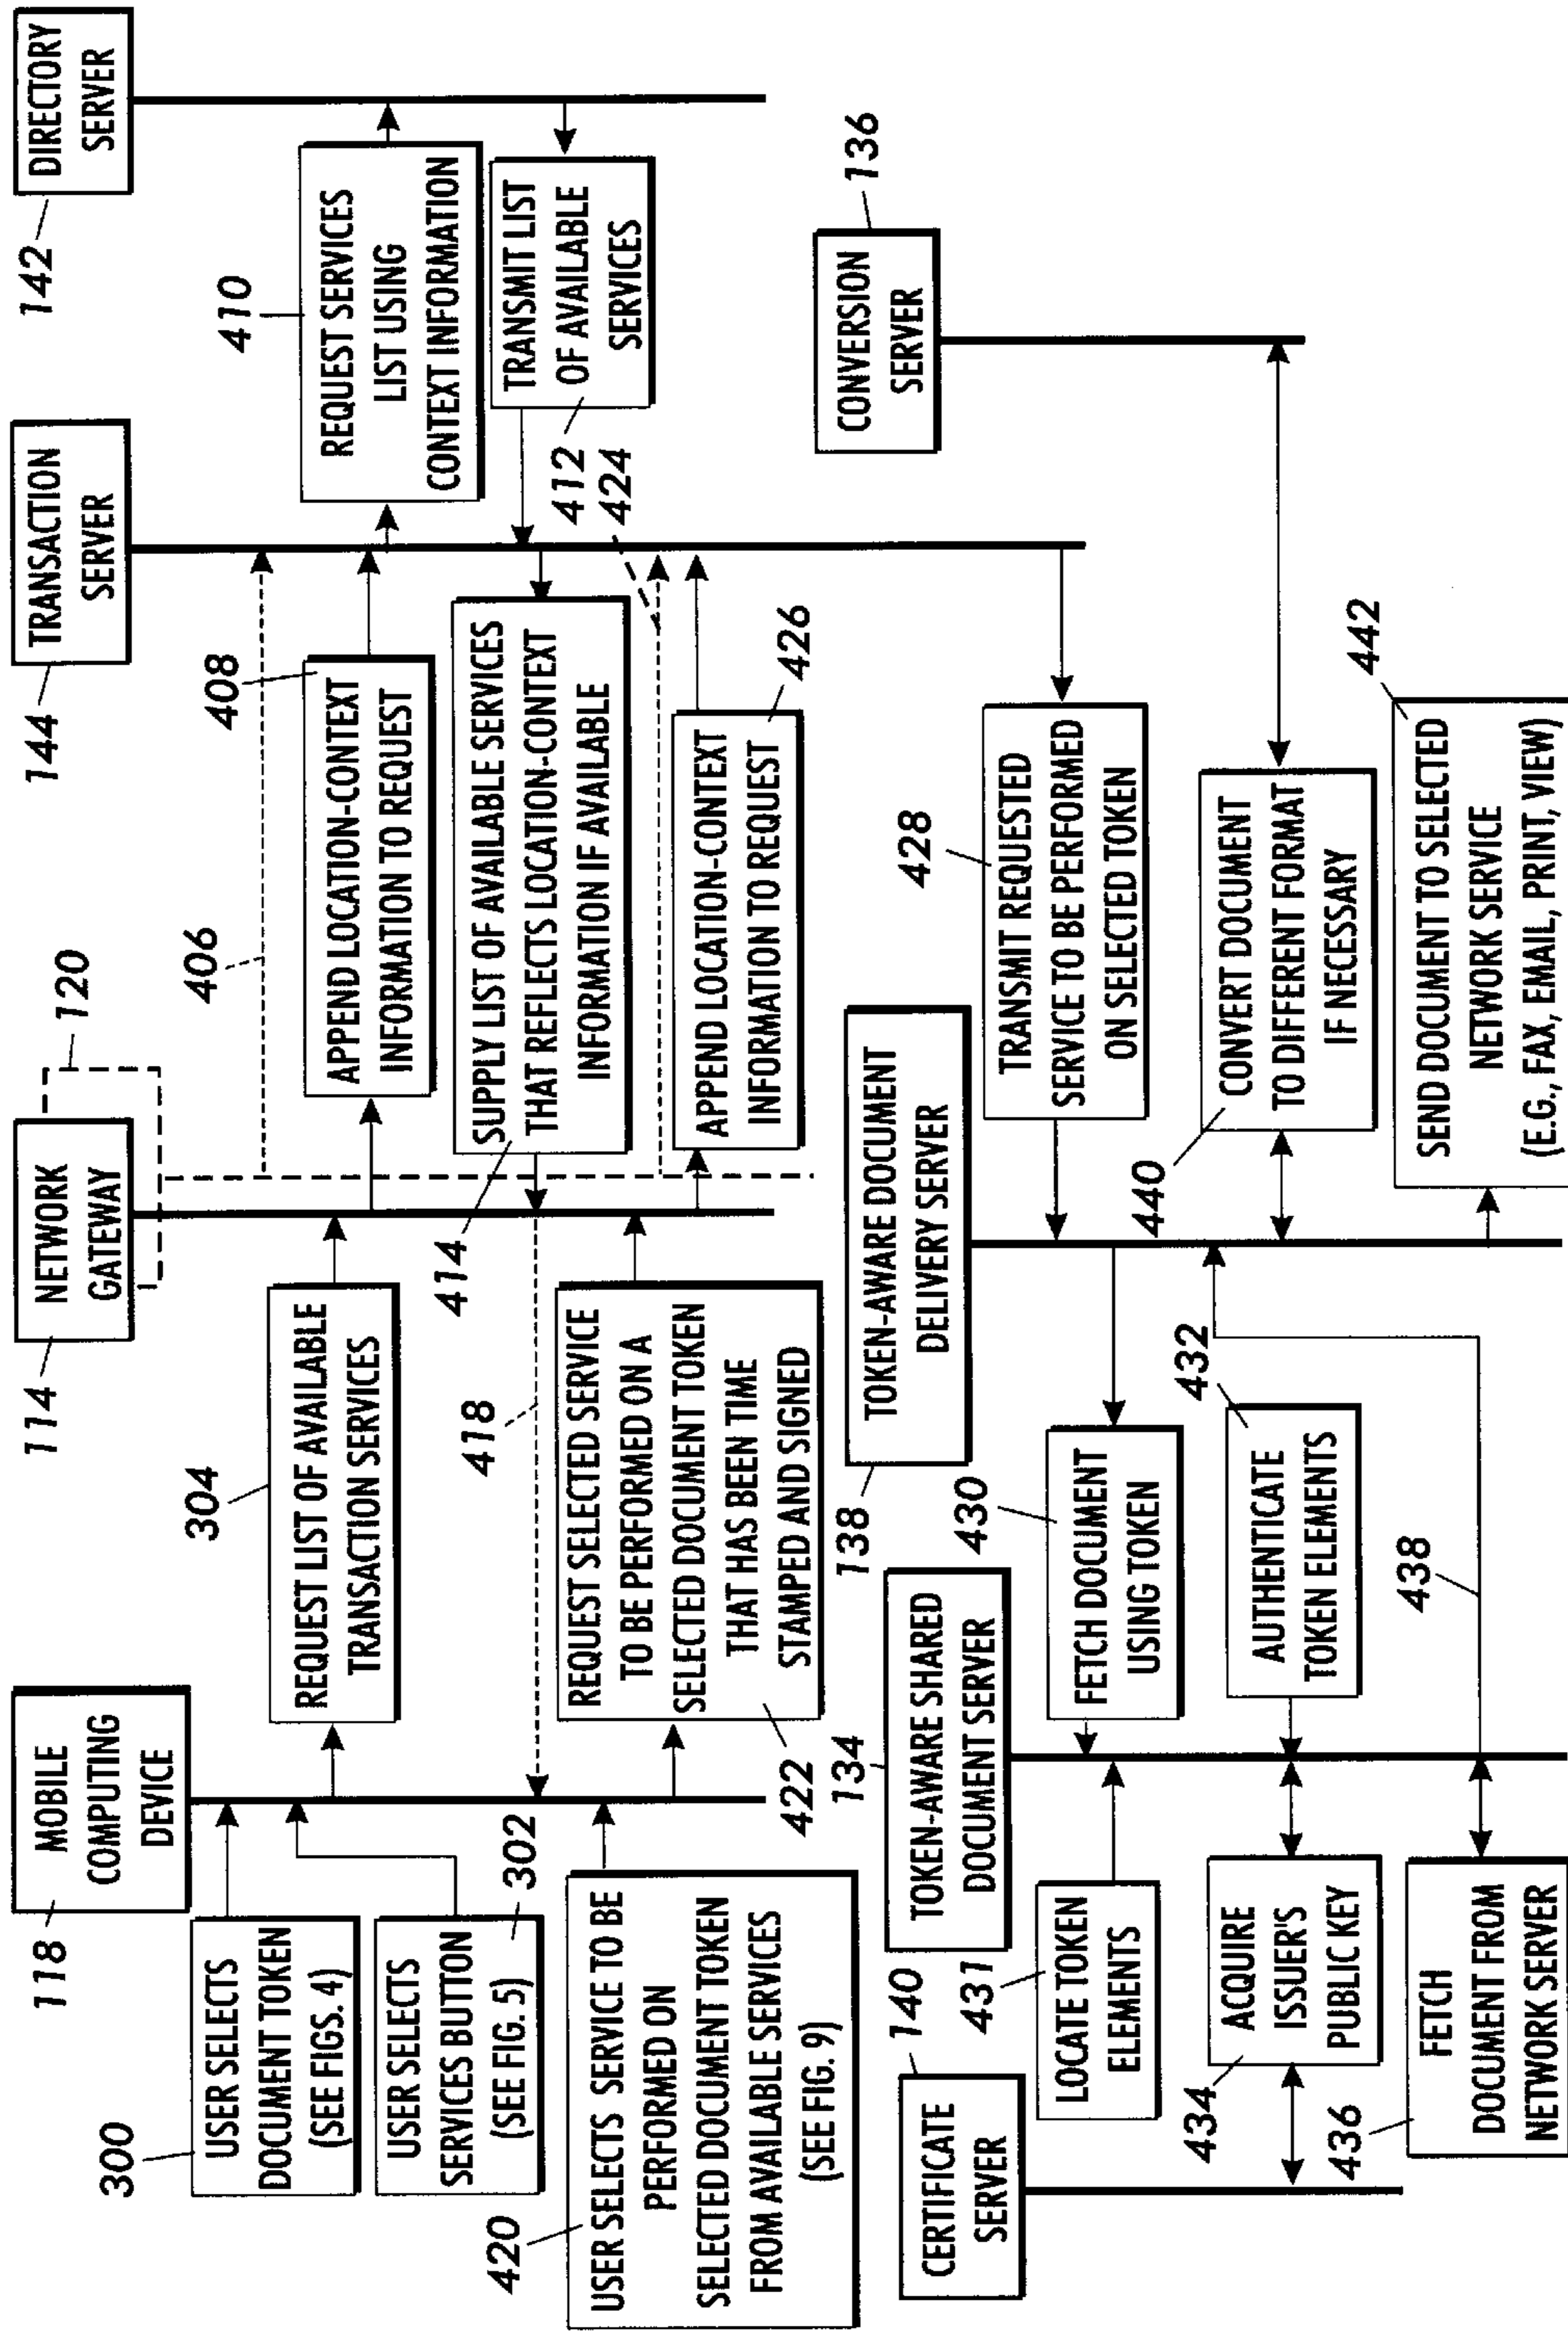 118
MOBILE
COMPUTING
DEVICE
114
NETWORK
GATEWAY
120
144
TRANSACTION
SERVER
142
DIRECTORY
SERVER
300
USER SELECTS
DOCUMENT TOKEN
(SEE FIGS. 4)
USER SELECTS
SERVICES BUTTON
(SEE FIG. 5)
302
304
REQUEST LIST OF AVAILABLE
TRANSACTION SERVICES
406
408
APPEND LOCATION-CONTEXT
INFORMATION TO REQUEST
410
REQUEST SERVICES
LIST USING
CONTEXT INFORMATION
TRANSMIT LIST
OF AVAILABLE
SERVICES
412
414
SUPPLY LIST OF AVAILABLE SERVICES
THAT REFLECTS LOCATION-CONTEXT
INFORMATION IF AVAILABLE
418
420
USER SELECTS SERVICE TO BE
PERFORMED ON
SELECTED DOCUMENT TOKEN
FROM AVAILABLE SERVICES
(SEE FIG. 9)
REQUEST SELECTED SERVICE
TO BE PERFORMED ON A
SELECTED DOCUMENT TOKEN
THAT HAS BEEN TIME
STAMPED AND SIGNED
422
424
APPEND LOCATION-CONTEXT
INFORMATION TO REQUEST
426
140
CERTIFICATE
SERVER
134
TOKEN-AWARE SHARED
DOCUMENT SERVER
138
TOKEN-AWARE DOCUMENT
DELIVERY SERVER
CONVERSION
SERVER
136
428
TRANSMIT REQUESTED
SERVICE TO BE PERFORMED
ON SELECTED TOKEN
430
FETCH DOCUMENT
USING TOKEN
431
LOCATE TOKEN
ELEMENTS
432
AUTHENTICATE
TOKEN ELEMENTS
434
ACQUIRE
ISSUER'S
PUBLIC KEY
436
FETCH
DOCUMENT FROM
NETWORK SERVER
438
440
CONVERT DOCUMENT
TO DIFFERENT FORMAT
IF NECESSARY
442
SEND DOCUMENT TO SELECTED
NETWORK SERVICE
(E.G., FAX, EMAIL, PRINT, VIEW)